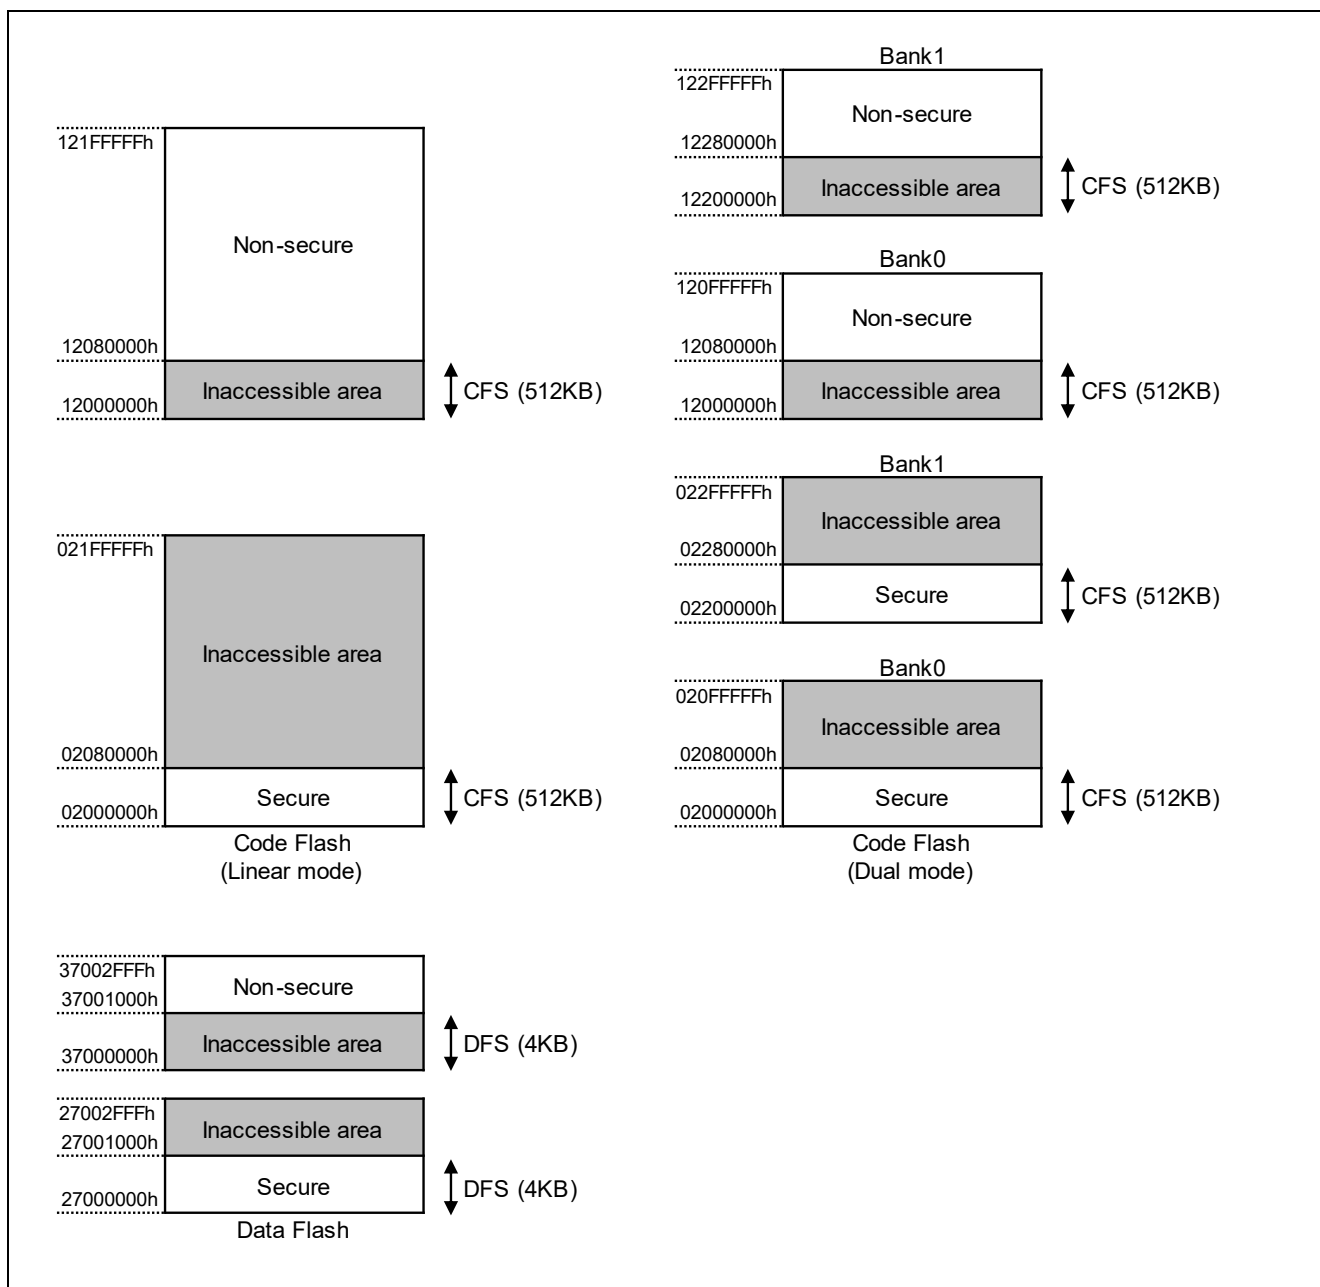 121FFFFFh
Non-secure
12080000h
Inaccessible area
12000000h
CFS (512KB)
021FFFFFh
Inaccessible area
02080000h
Secure
02000000h
CFS (512KB)
Code Flash
(Linear mode)
Bank1
122FFFFFh
Non-secure
12280000h
Inaccessible area
12200000h
CFS (512KB)
Bank0
120FFFFFh
Non-secure
12080000h
Inaccessible area
12000000h
CFS (512KB)
Bank1
022FFFFFh
Inaccessible area
02280000h
Secure
02200000h
CFS (512KB)
Bank0
020FFFFFh
Inaccessible area
02080000h
Secure
02000000h
CFS (512KB)
Code Flash
(Dual mode)
37002FFFh
Non-secure
37001000h
Inaccessible area
37000000h
DFS (4KB)
27002FFFh
Inaccessible area
27001000h
Secure
27000000h
DFS (4KB)
Data Flash